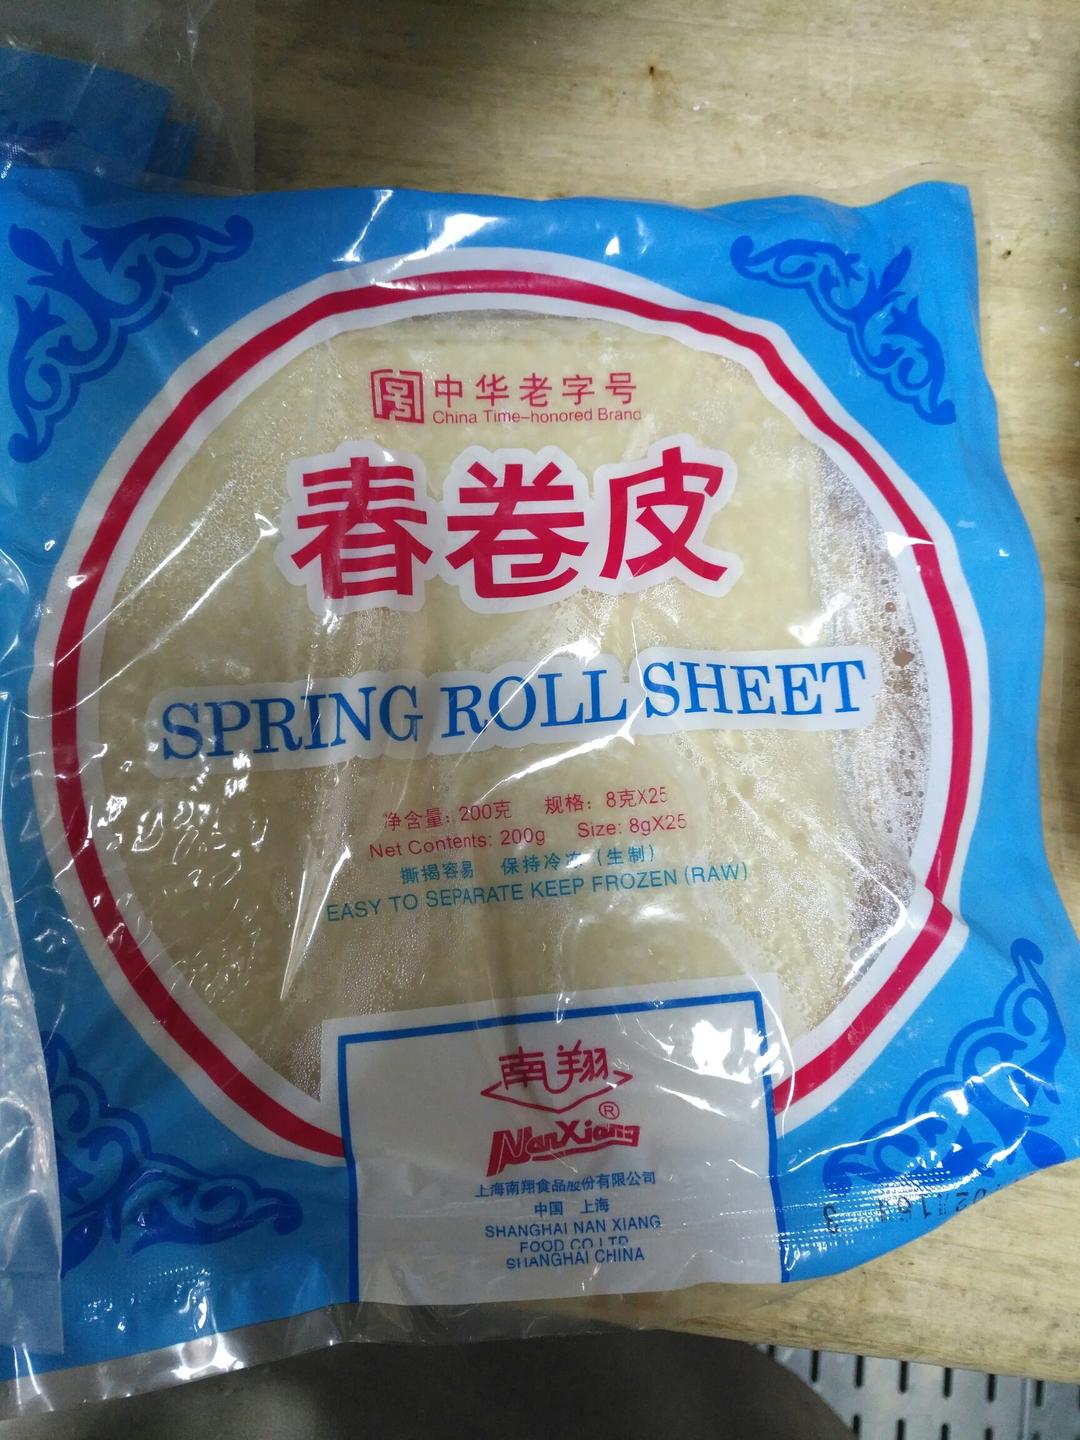 中华老字号
China Time-honored Brand
春卷皮
SPRING ROLL SHEET
净含量: 200克 规格: 8克X25
Net Contents: 200g Size: 8gX25
撕揭容易 保持冷冻 (生制)
EASY TO SEPARATE KEEP FROZEN (RAW)
南翔
®
NanXiang
上海南翔食品股份有限公司
中国 上海
SHANGHAI NAN XIANG
FOOD CO LTD
SHANGHAI CHINA